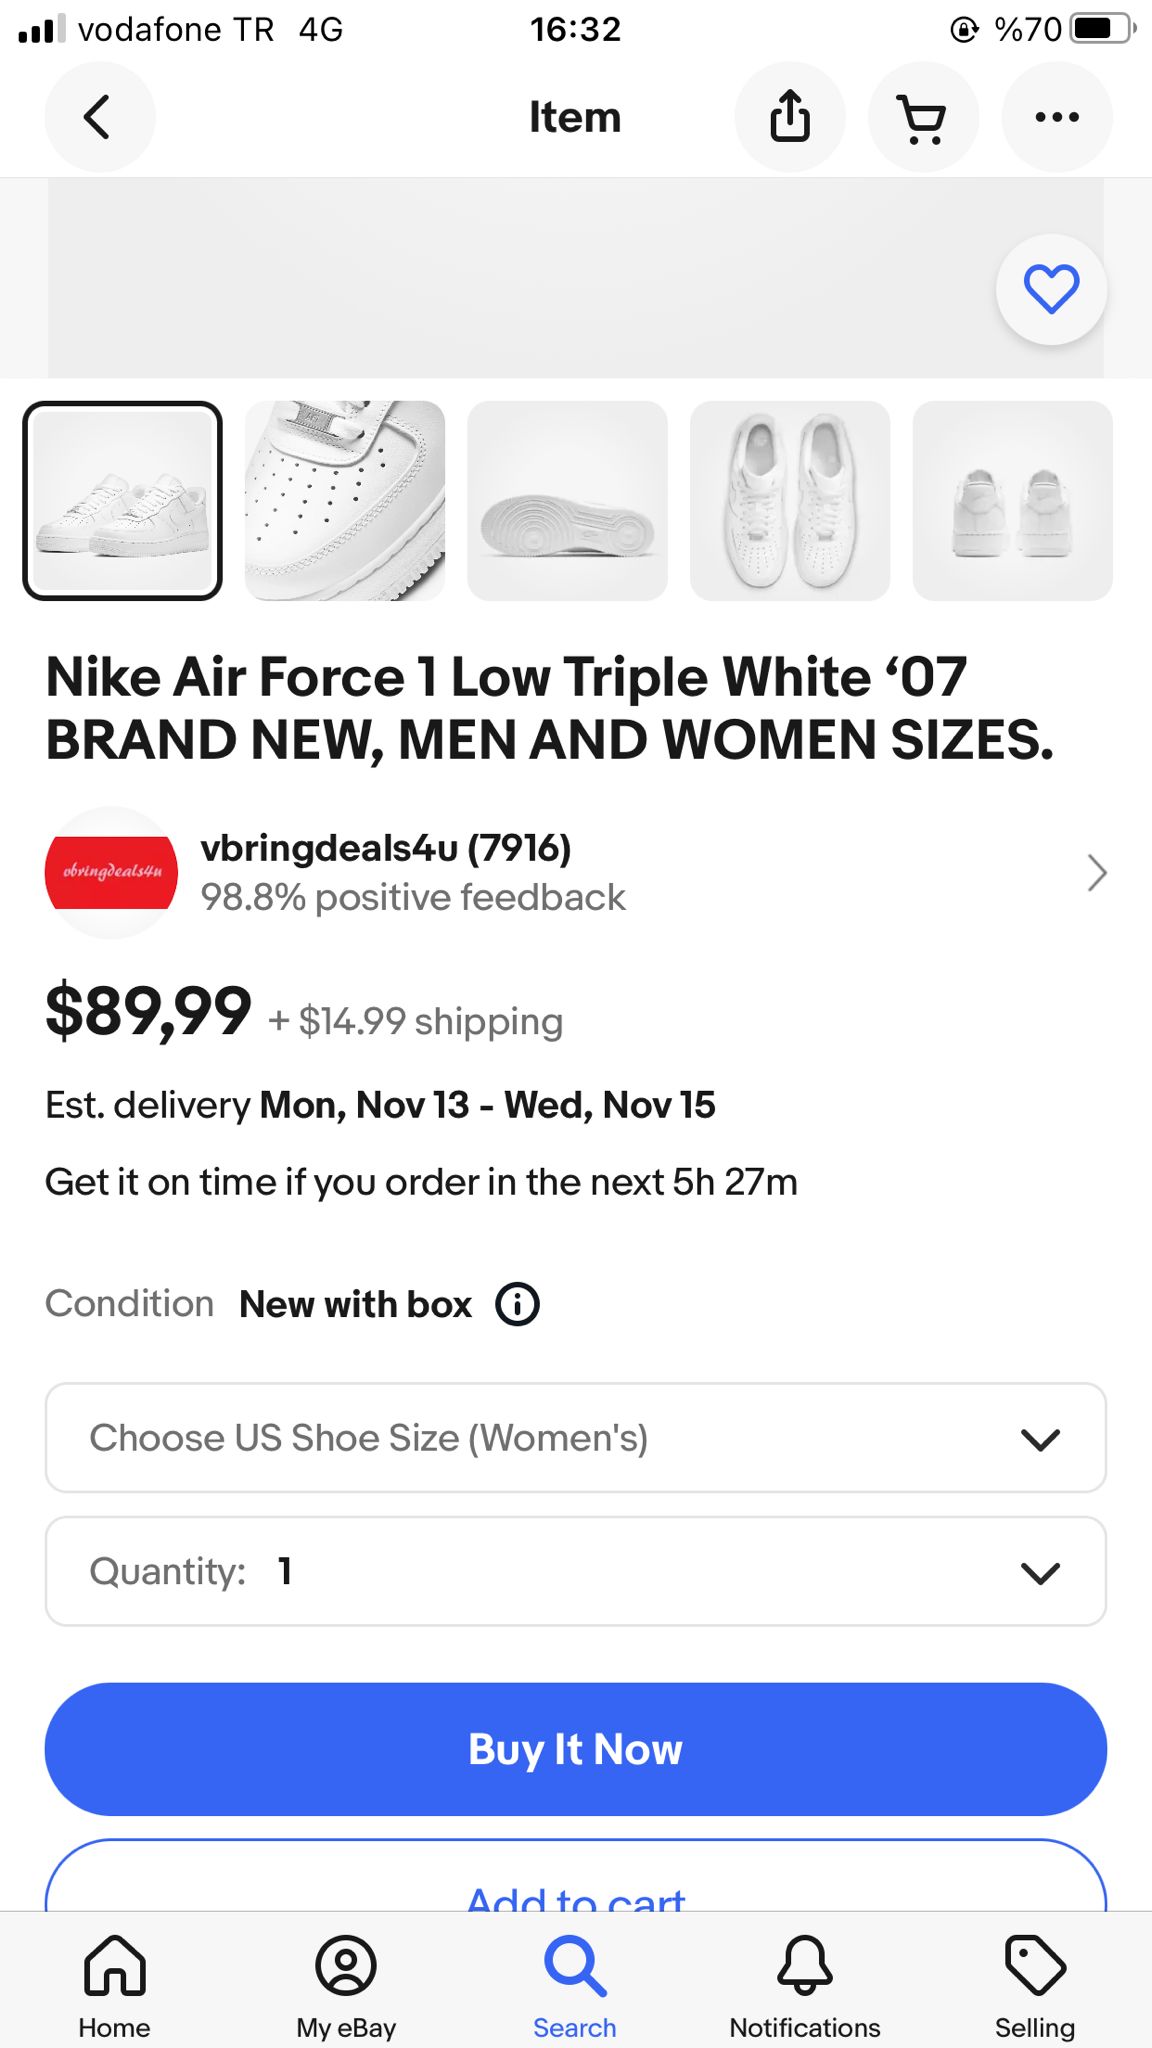 vodafone TR 4G 16:32 %70
Item
Nike Air Force 1 Low Triple White ‘07
BRAND NEW, MEN AND WOMEN SIZES.
vbringdeals4u
vbringdeals4u (7916)
98.8% positive feedback
$89,99 + $14.99 shipping
Est. delivery Mon, Nov 13 - Wed, Nov 15
Get it on time if you order in the next 5h 27m
Condition New with box
Choose US Shoe Size (Women's)
Quantity: 1
Buy It Now
Add to cart
Home My eBay Search Notifications Selling